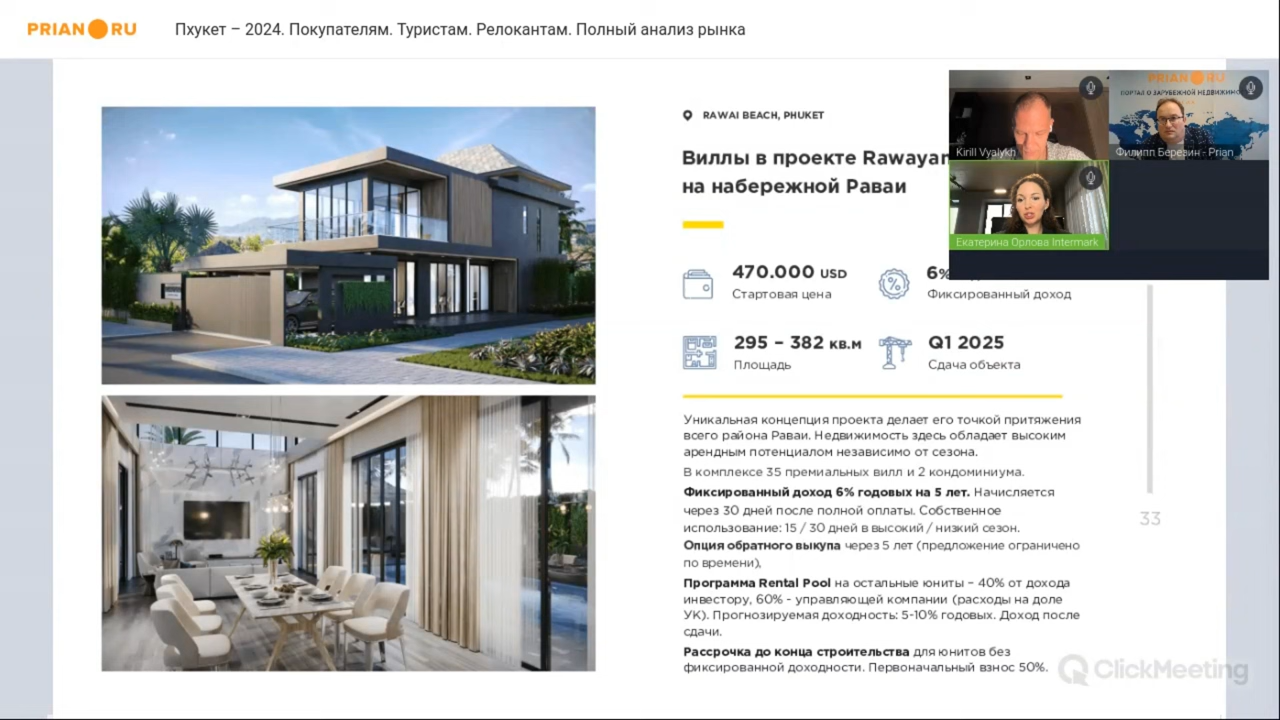 PRIAN RU
Пхукет – 2024. Покупателям. Туристам. Релокантам. Полный анализ рынка
RAWAI BEACH, PHUKET
Виллы в проекте
на набережной Раваи
470.000 USD
Стартовая цена
6%
Фиксированный доход
295 – 382 КВ.М
Площадь
Q1 2025
Сдача объекта
Уникальная концепция проекта делает его точкой притяжения
всего района Раваи. Недвижимость здесь обладает высоким
арендным потенциалом независимо от сезона.
В комплексе 35 премиальных вилл и 2 кондоминиума.
Фиксированный доход 6% годовых на 5 лет. Начисляется
через 30 дней после полной оплаты. Собственное
использование: 15 / 30 дней в высокий / низкий сезон.
Опция обратного выкупа через 5 лет (предложение ограничено
по времени),
Программа Rental Pool на остальные юниты – 40% от дохода
инвестору, 60% - управляющей компании (расходы на доле
УК). Прогнозируемая доходность: 5-10% годовых. Доход после
сдачи.
Рассрочка до конца строительства для юнитов без
фиксированной доходности. Первоначальный взнос 50%.
33
Kirill Vyalykh
PRIAN RU
Филипп Березин - Prian
Екатерина Орлова Intermark
ClickMeeting